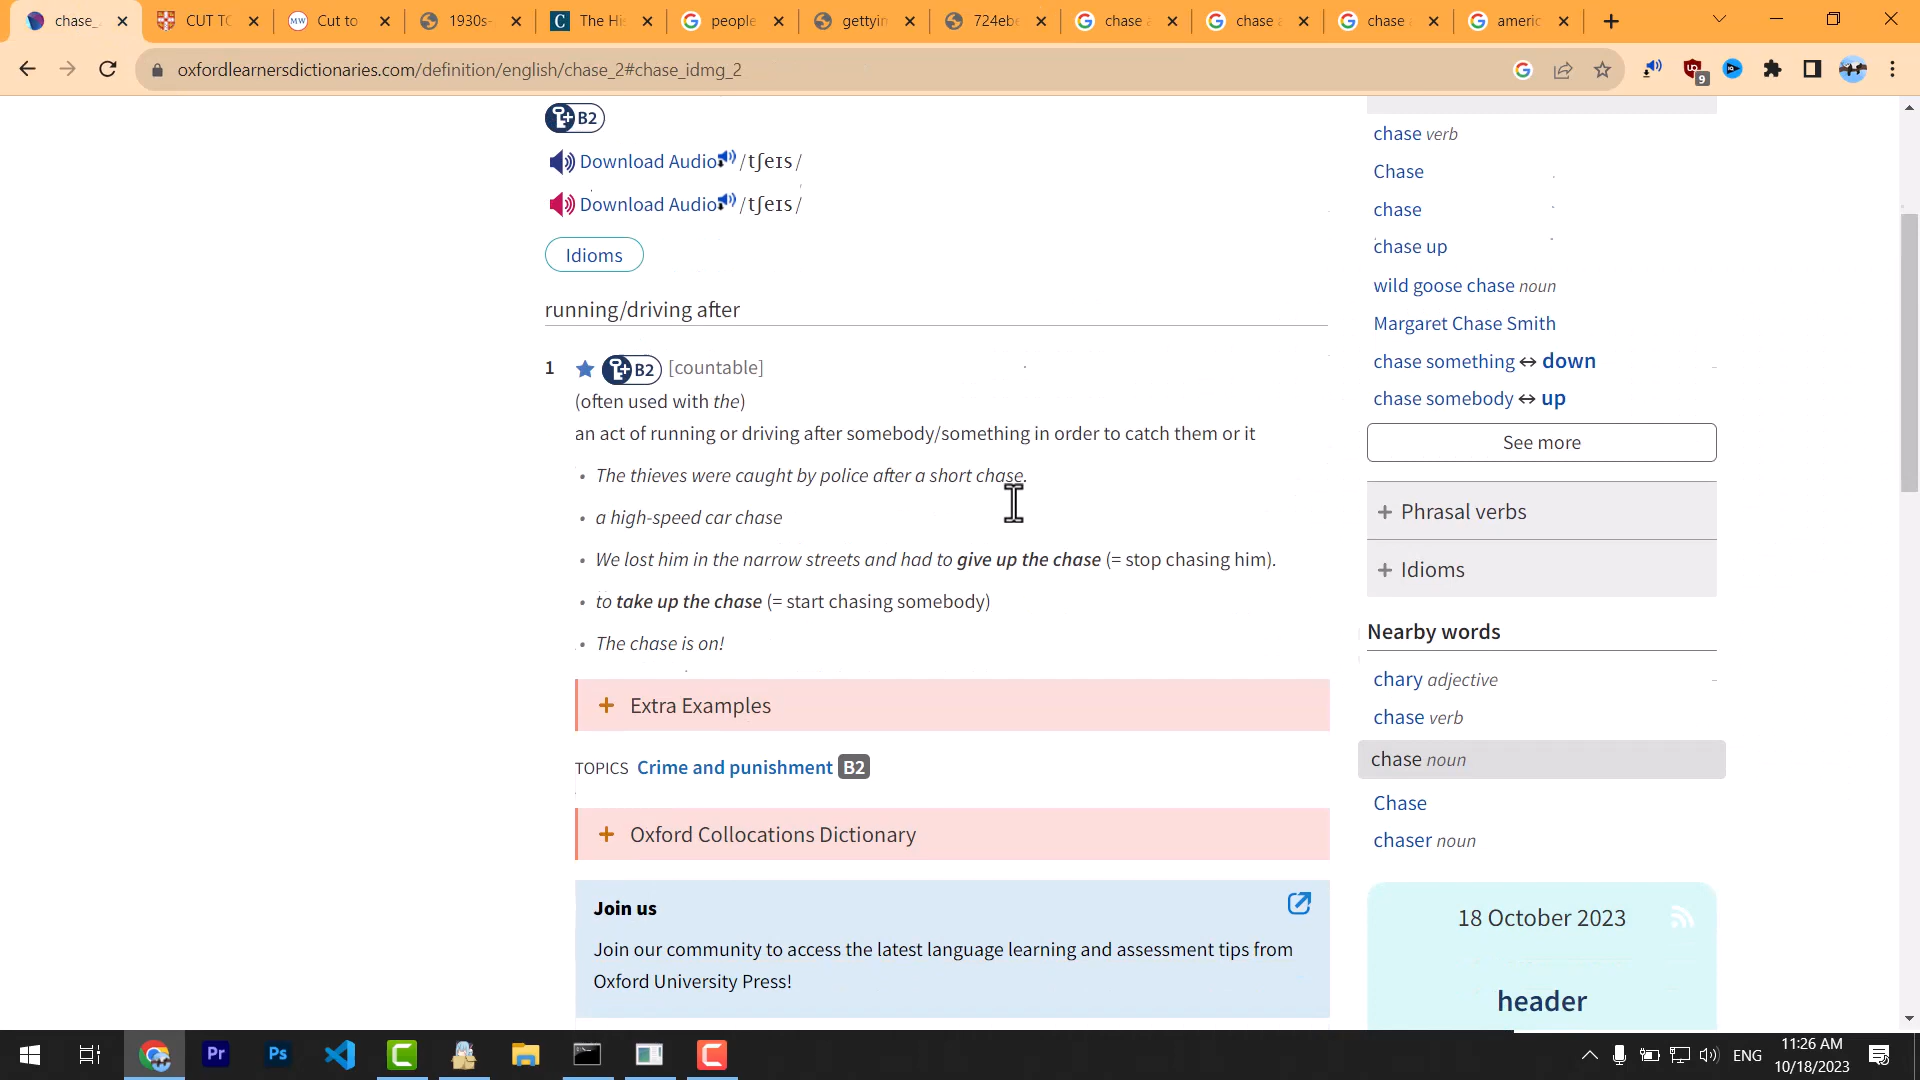 chase_
CUT TC
Cut to
1930s-
The His
people
gettyin
724ebe
chase a
chase a
chase a
americ
oxfordlearnersdictionaries.com/definition/english/chase_2#chase_idmg_2
9
B2
Download Audio /tʃeɪs/
Download Audio /tʃeɪs/
Idioms
running/driving after
1 B2 [countable]
(often used with the)
an act of running or driving after somebody/something in order to catch them or it
• The thieves were caught by police after a short chase.
• a high-speed car chase
• We lost him in the narrow streets and had to give up the chase (= stop chasing him).
• to take up the chase (= start chasing somebody)
• The chase is on!
+ Extra Examples
TOPICS Crime and punishment B2
+ Oxford Collocations Dictionary
Join us
Join our community to access the latest language learning and assessment tips from
Oxford University Press!
chase verb
Chase
chase
chase up
wild goose chase noun
Margaret Chase Smith
chase something ↔ down
chase somebody ↔ up
See more
+ Phrasal verbs
+ Idioms
Nearby words
chary adjective
chase verb
chase noun
Chase
chaser noun
18 October 2023
header
Pr
Ps
ENG
11:26 AM
10/18/2023